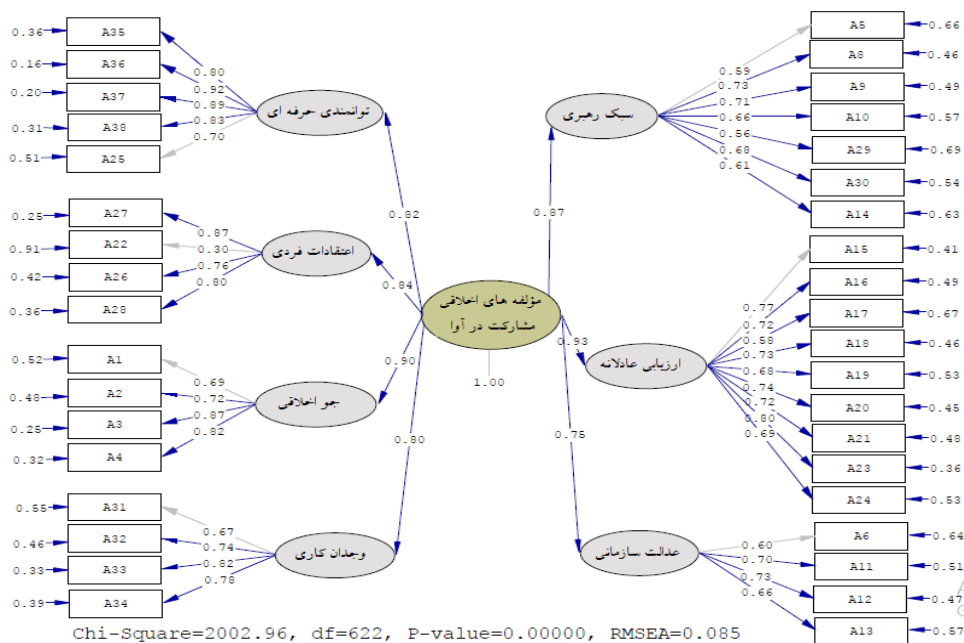 0.36 A35 0.80
0.16 A36 0.92
0.20 A37 0.89
0.31 A38 0.83
0.51 A25 0.70
توانمندی حرفه ای
0.82
0.25 A27 0.87
0.91 A22 0.30
0.42 A26 0.76
0.36 A28 0.80
اعتقادات فردی
0.84
0.52 A1 0.69
0.48 A2 0.72
0.25 A3 0.87
0.32 A4 0.82
جو اخلاقی
0.90
0.55 A31 0.67
0.46 A32 0.74
0.33 A33 0.82
0.39 A34 0.78
وجدان کاری
0.80
مؤلفه های اخلاقی
مشارکت در آوا
1.00
0.87
سبک رهبری
0.59 A5 0.66
0.73 A8 0.46
0.71 A9 0.49
0.66 A10 0.57
0.56 A29 0.69
0.68 A30 0.54
0.61 A14 0.63
0.93
ارزیابی عادلانه
0.77 A15 0.41
0.72 A16 0.49
0.58 A17 0.67
0.73 A18 0.46
0.68 A19 0.53
0.74 A20 0.45
0.72 A21 0.48
0.80 A23 0.36
0.69 A24 0.53
0.75
عدالت سازمانی
0.60 A6 0.64
0.70 A11 0.51
0.73 A12 0.47
0.66 A13 0.57
Chi-Square=2002.96, df=622, P-value=0.00000, RMSEA=0.085